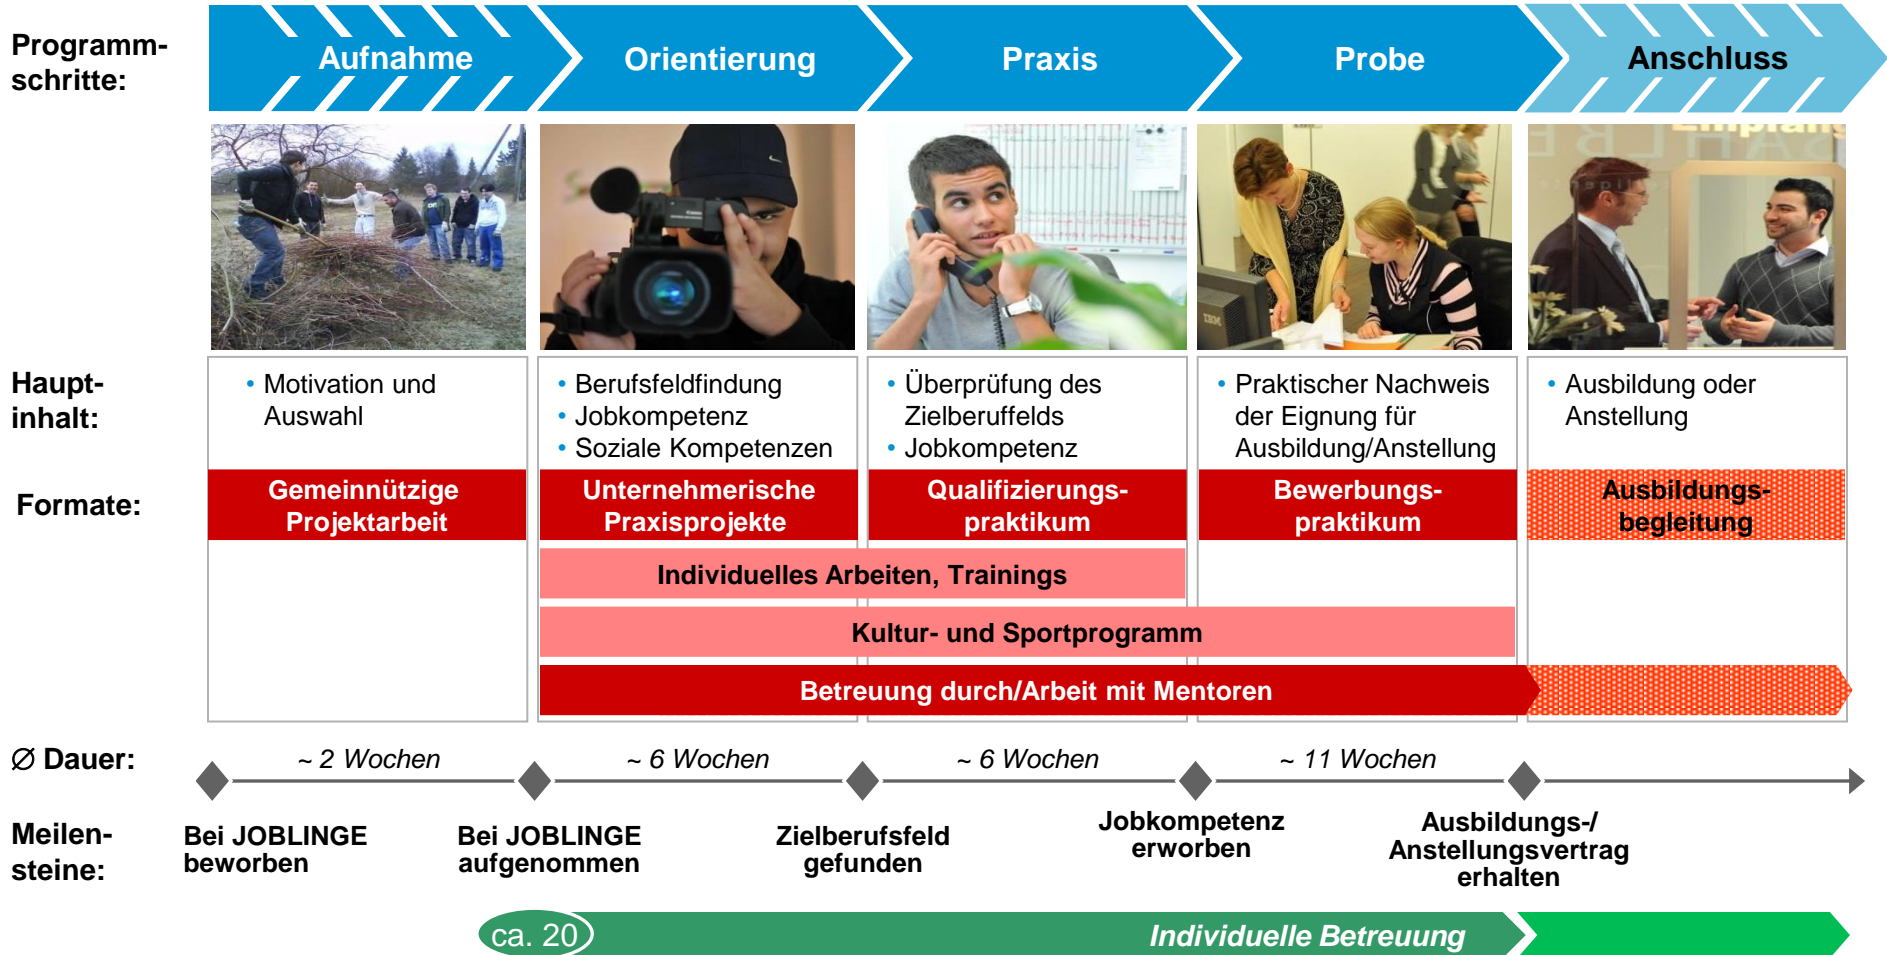 Programm-
schritte:
Aufnahme
Orientierung
Praxis
Probe
Anschluss
Canon
IBM
Empfang
Haupt-
inhalt:
• Motivation und
Auswahl
• Berufsfeldfindung
• Jobkompetenz
• Soziale Kompetenzen
• Überprüfung des
Zielberuffelds
• Jobkompetenz
• Praktischer Nachweis
der Eignung für
Ausbildung/Anstellung
• Ausbildung oder
Anstellung
Formate:
Gemeinnützige
Projektarbeit
Unternehmerische
Praxisprojekte
Qualifizierungs-
praktikum
Bewerbungs-
praktikum
Ausbildungs-
begleitung
Individuelles Arbeiten, Trainings
Kultur- und Sportprogramm
Betreuung durch/Arbeit mit Mentoren
∅ Dauer:
~ 2 Wochen
~ 6 Wochen
~ 6 Wochen
~ 11 Wochen
Meilen-
steine:
Bei JOBLINGE
beworben
Bei JOBLINGE
aufgenommen
Zielberufsfeld
gefunden
Jobkompetenz
erworben
Ausbildungs-/
Anstellungsvertrag
erhalten
ca. 20
Individuelle Betreuung